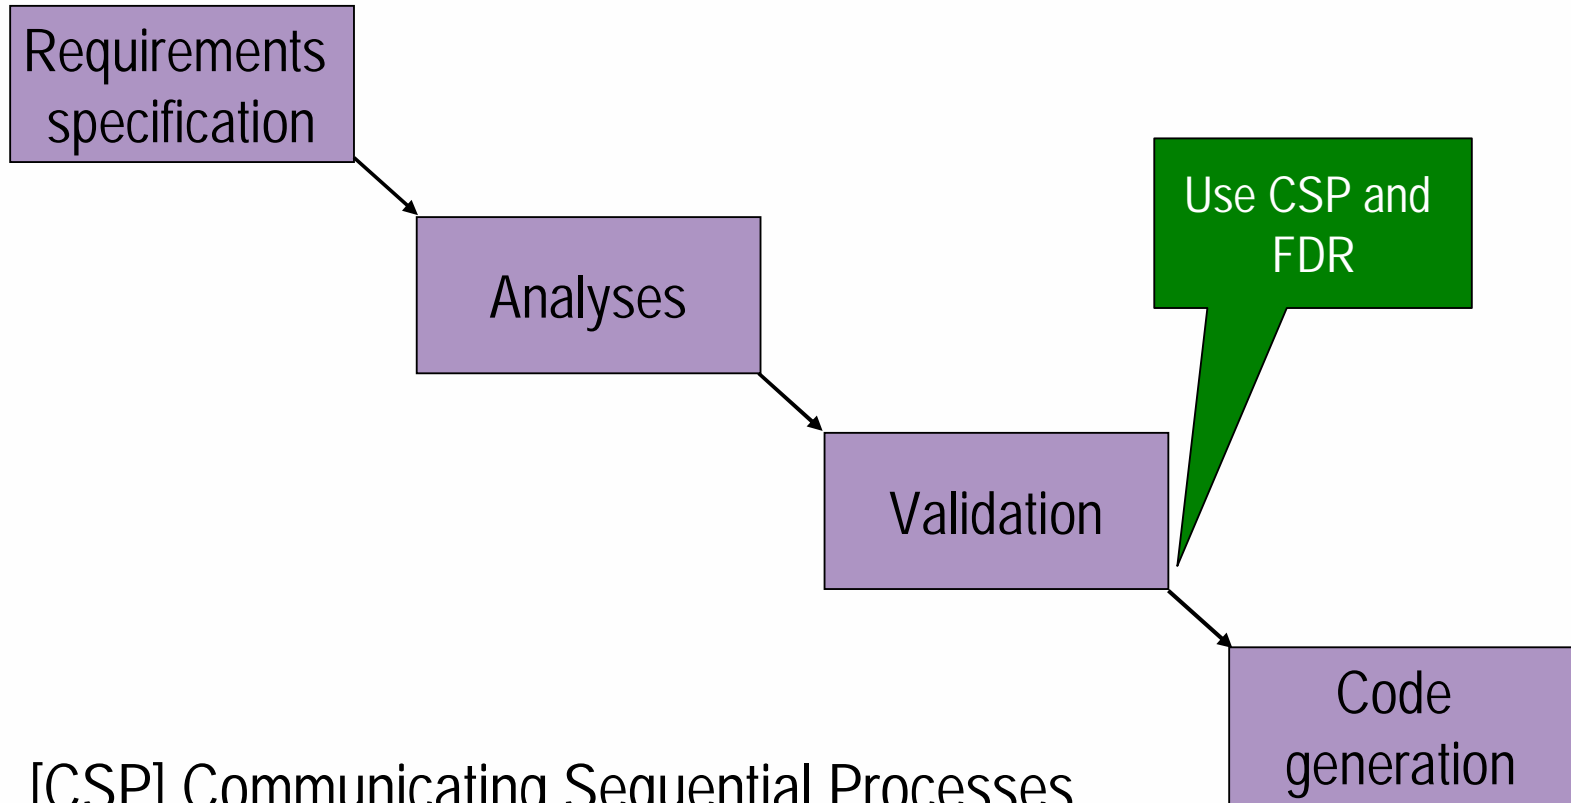 Requirements
specification
Use CSP and
FDR
Analyses
Validation
Code
generation
[CSP] Communicating Sequential Processes